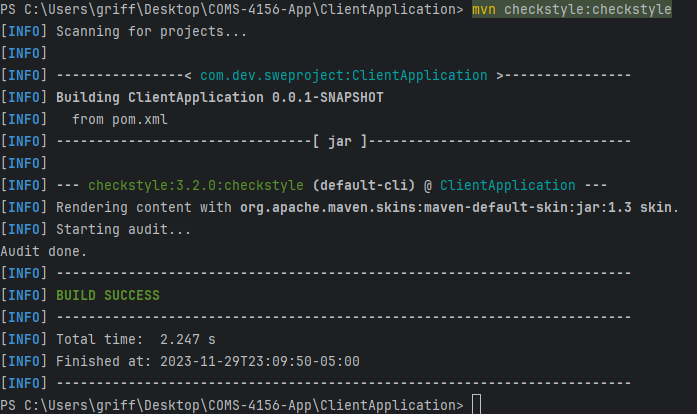 PS C:\Users\griff\Desktop\COMS-4156-App\ClientApplication> mvn checkstyle:checkstyle
[INFO] Scanning for projects...
[INFO]
[INFO] ----------------< com.dev.sweproject:ClientApplication >----------------
[INFO] Building ClientApplication 0.0.1-SNAPSHOT
[INFO]   from pom.xml
[INFO] --------------------------------[ jar ]---------------------------------
[INFO]
[INFO] --- checkstyle:3.2.0:checkstyle (default-cli) @ ClientApplication ---
[INFO] Rendering content with org.apache.maven.skins:maven-default-skin:jar:1.3 skin.
[INFO] Starting audit...
Audit done.
[INFO] ------------------------------------------------------------------------
[INFO] BUILD SUCCESS
[INFO] ------------------------------------------------------------------------
[INFO] Total time:  2.247 s
[INFO] Finished at: 2023-11-29T23:09:50-05:00
[INFO] ------------------------------------------------------------------------
PS C:\Users\griff\Desktop\COMS-4156-App\ClientApplication>